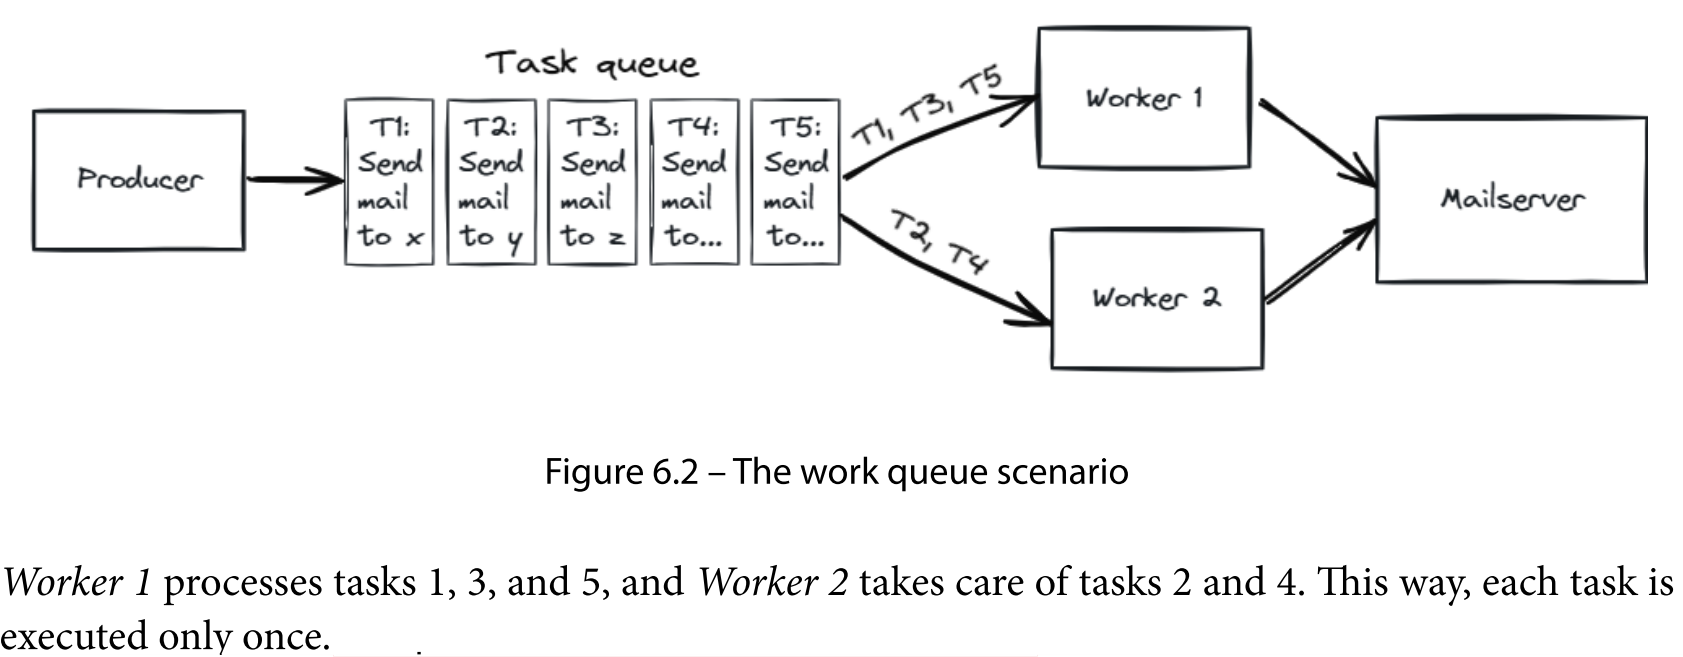 Task queue
Producer
T1:
Send
mail
to x
T2:
Send
mail
to y
T3:
Send
mail
to z
T4:
Send
mail
to...
T5:
Send
mail
to...
T1, T3, T5
T2, T4
Worker 1
Worker 2
Mailserver
Figure 6.2 – The work queue scenario
Worker 1 processes tasks 1, 3, and 5, and Worker 2 takes care of tasks 2 and 4. This way, each task is
executed only once.